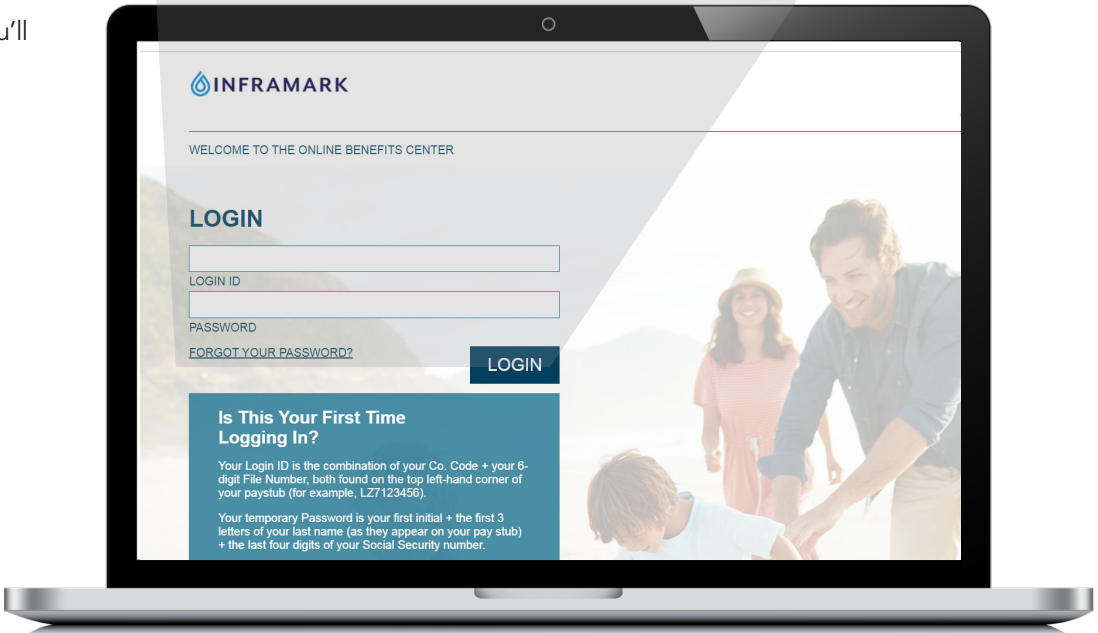 u'll
INFRAMARK
WELCOME TO THE ONLINE BENEFITS CENTER
LOGIN
LOGIN ID
PASSWORD
FORGOT YOUR PASSWORD?
LOGIN
Is This Your First Time
Logging In?
Your Login ID is the combination of your Co. Code + your 6-
digit File Number, both found on the top left-hand corner of
your paystub (for example, LZ7123456).
Your temporary Password is your first initial + the first 3
letters of your last name (as they appear on your pay stub)
+ the last four digits of your Social Security number.